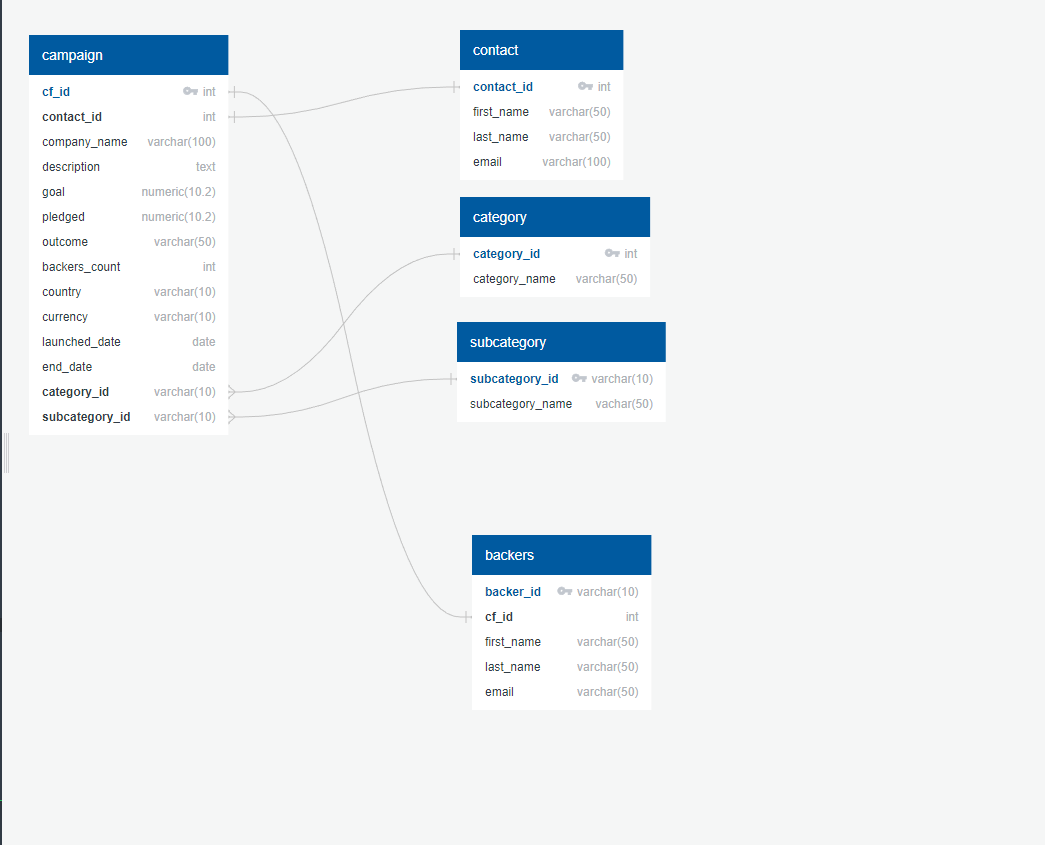 campaign
cf_id int
contact_id int
company_name varchar(100)
description text
goal numeric(10.2)
pledged numeric(10.2)
outcome varchar(50)
backers_count int
country varchar(10)
currency varchar(10)
launched_date date
end_date date
category_id varchar(10)
subcategory_id varchar(10)
contact
contact_id int
first_name varchar(50)
last_name varchar(50)
email varchar(100)
category
category_id int
category_name varchar(50)
subcategory
subcategory_id varchar(10)
subcategory_name vachar(50)
backers
backer_id varchar(10)
cf_id int
first_name varchar(50)
last_name varchar(50)
email varchar(50)